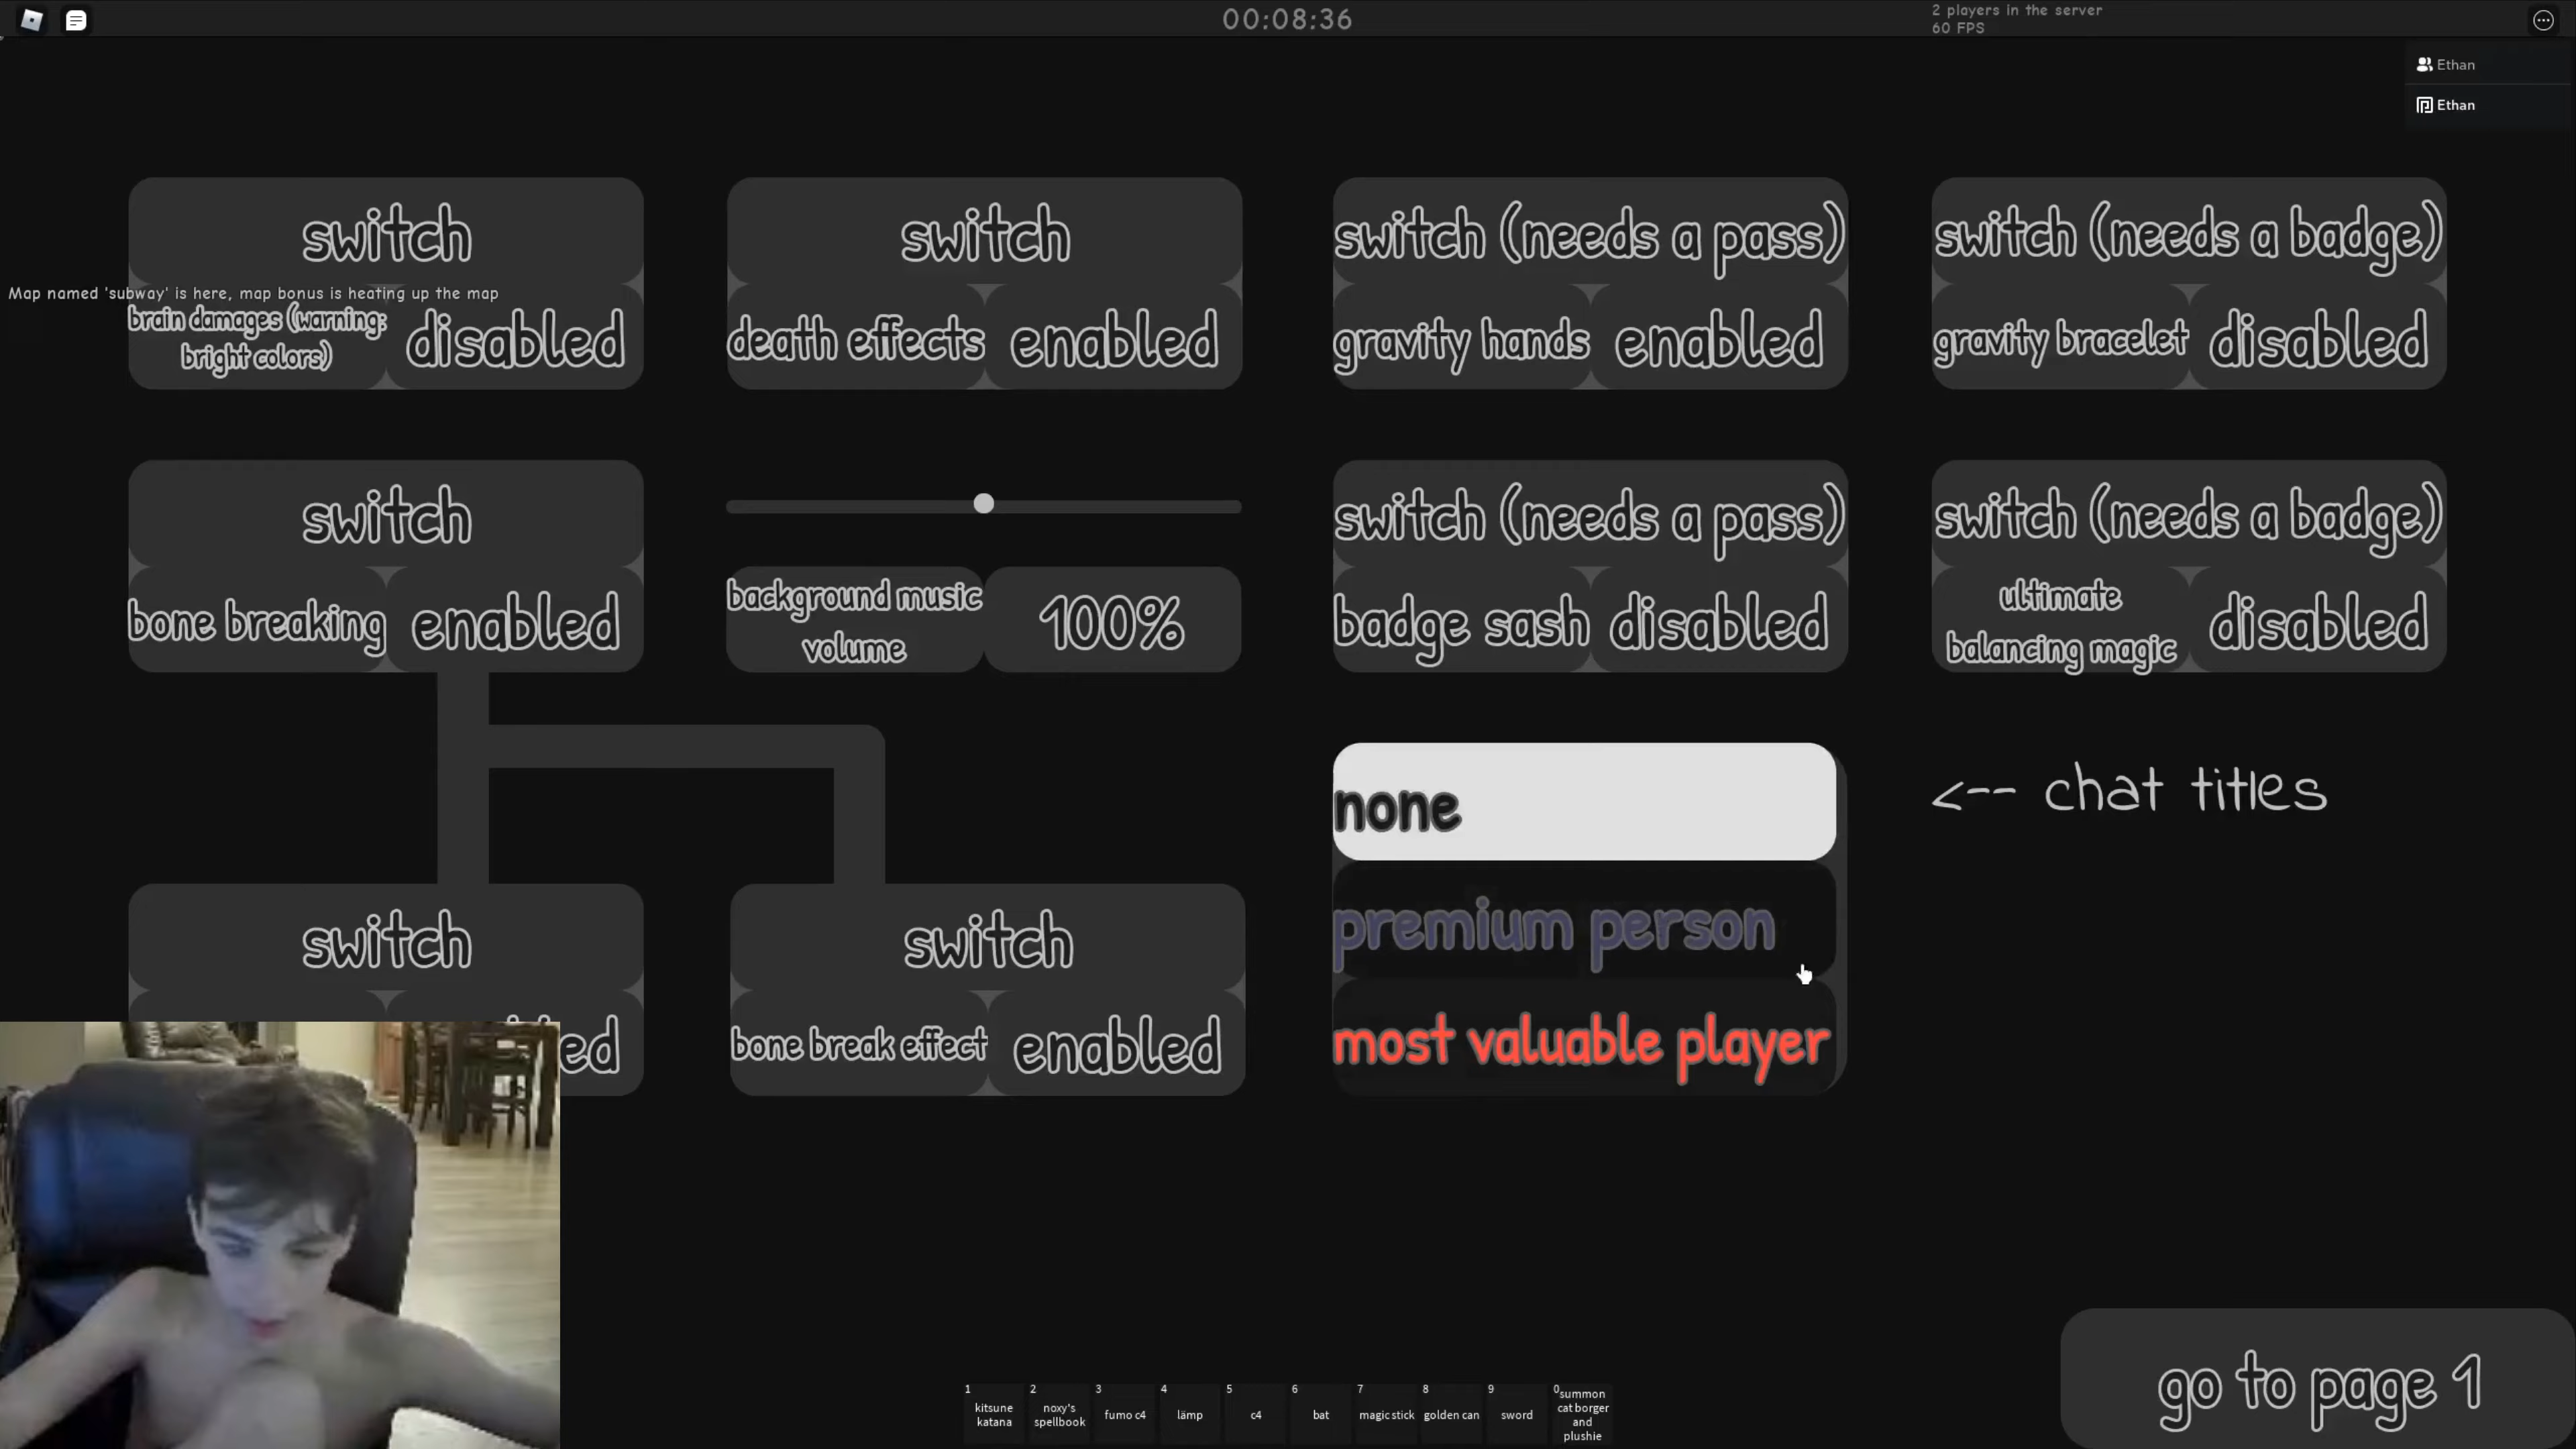 00:08:36
2 players in the server
60 FPS
Ethan
Ethan
switch
switch
switch (needs a pass)
switch (needs a badge)
Map named 'subway' is here, map bonus is heating up the map
brain damages (warning:
bright colors)
disabled
death effects
enabled
gravity hands
enabled
gravity bracelet
disabled
switch
switch (needs a pass)
switch (needs a badge)
bone breaking
enabled
background music
volume
100%
badge sash
disabled
ultimate
balancing magic
disabled
none
<-- chat titles
premium person
most valuable player
switch
switch
bone break effect
enabled
go to page 1
1
kitsune
katana
2
noxy's
spellbook
3
fumo c4
4
lämp
5
c4
6
bat
7
magic stick
8
golden can
9
sword
0
summon
cat borger
and
plushie